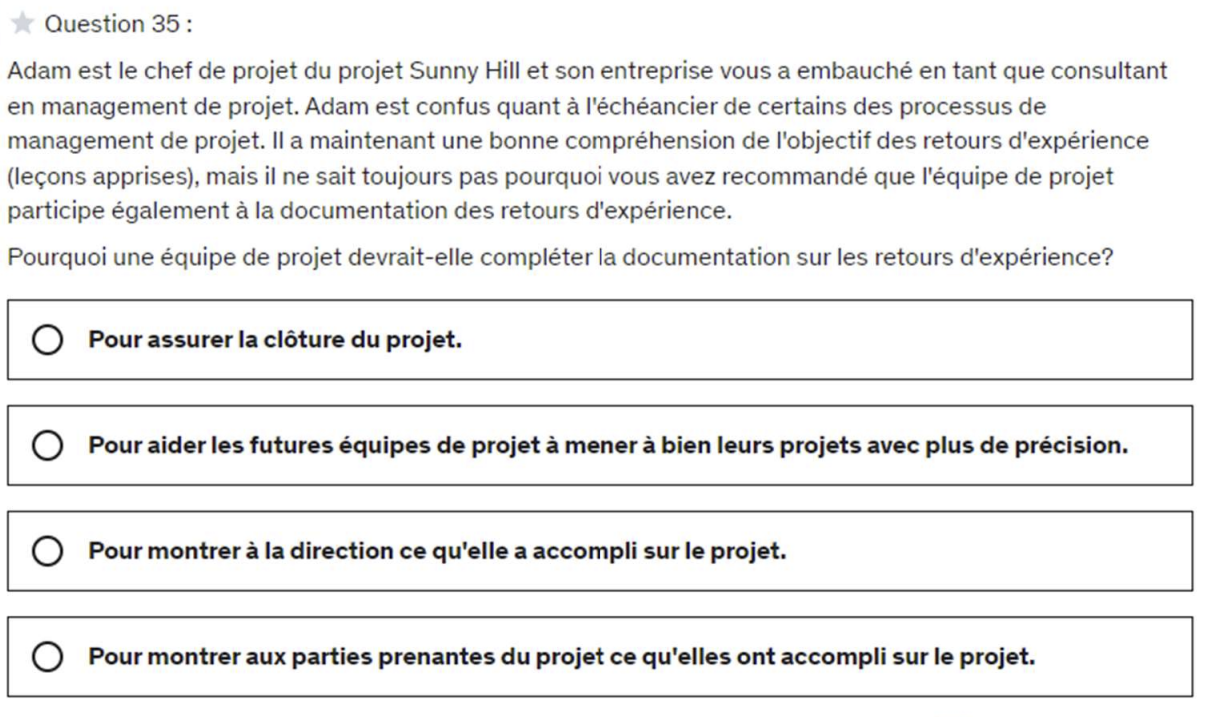 Question 35 :
Adam est le chef de projet du projet Sunny Hill et son entreprise vous a embauché en tant que consultant
en management de projet. Adam est confus quant à l'échéancier de certains des processus de
management de projet. Il a maintenant une bonne compréhension de l'objectif des retours d'expérience
(leçons apprises), mais il ne sait toujours pas pourquoi vous avez recommandé que l'équipe de projet
participe également à la documentation des retours d'expérience.
Pourquoi une équipe de projet devrait-elle compléter la documentation sur les retours d'expérience?
Pour assurer la clôture du projet.
Pour aider les futures équipes de projet à mener à bien leurs projets avec plus de précision.
Pour montrer à la direction ce qu'elle a accompli sur le projet.
Pour montrer aux parties prenantes du projet ce qu'elles ont accompli sur le projet.